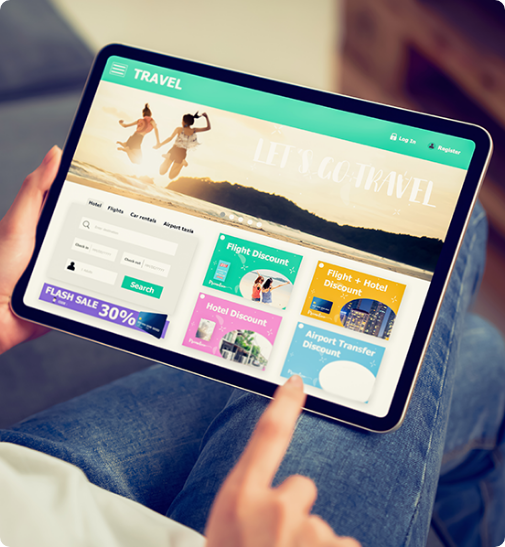 TRAVEL
Log In
Register
LET'S GO TRAVEL
Hotel
Flights
Car rentals
Airport taxis
Check in
Check out
Search
FLASH SALE
30%
Flight Discount
Flight + Hotel
Discount
Hotel Discount
Airport Transfer
Discount